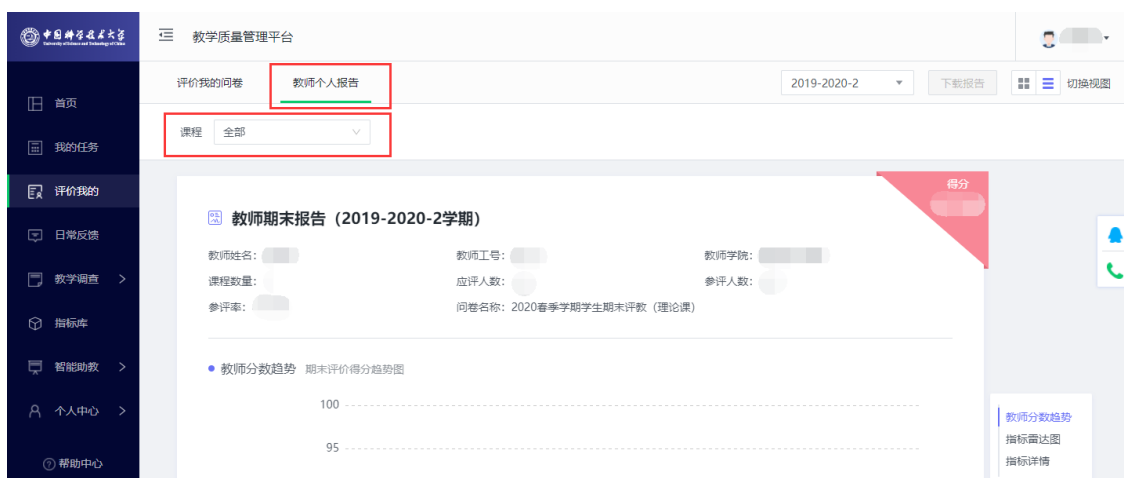 中国科学技术大学
University of Science and Technology of China
教学质量管理平台
首页
我的任务
评价我的
日常反馈
教学调查
指标库
智能助教
个人中心
帮助中心
评价我的问卷 教师个人报告 2019-2020-2 下载报告 切换视图
课程 全部
得分
教师期末报告（2019-2020-2学期）
教师姓名： 教师工号： 教师学院：
课程数量： 应评人数： 参评人数：
参评率： 问卷名称：2020春季学期学生期末评教（理论课）
教师分数趋势 期末评价得分趋势图
100
95
教师分数趋势
指标雷达图
指标详情